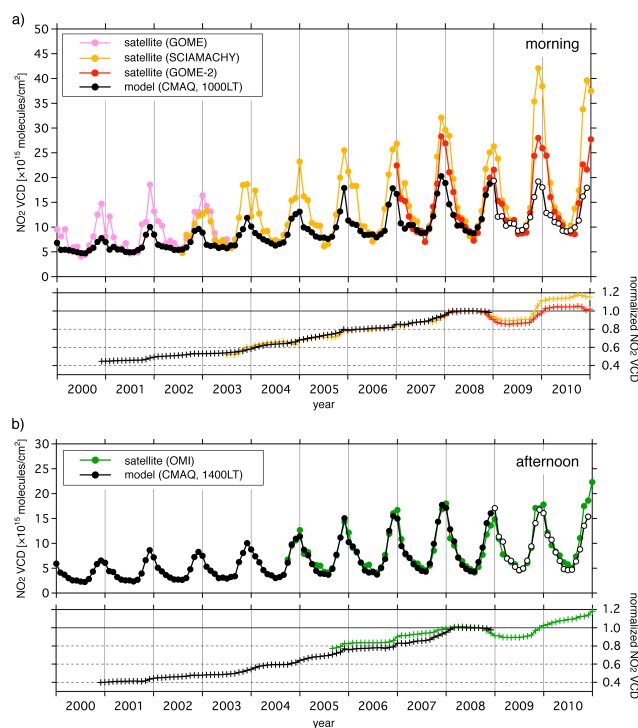 a)
50
45
40
35
30
25
20
15
10
5
0
NO2 VCD [×10^15 molecules/cm²]
satellite (GOME)
satellite (SCIAMACHY)
satellite (GOME-2)
model (CMAQ, 1000LT)
morning
1.2
1.0
0.8
0.6
0.4
normalized NO2 VCD
2000 2001 2002 2003 2004 2005 2006 2007 2008 2009 2010
year
b)
30
25
20
15
10
5
0
NO2 VCD [×10^15 molecules/cm²]
satellite (OMI)
model (CMAQ, 1400LT)
afternoon
1.2
1.0
0.8
0.6
0.4
normalized NO2 VCD
2000 2001 2002 2003 2004 2005 2006 2007 2008 2009 2010
year